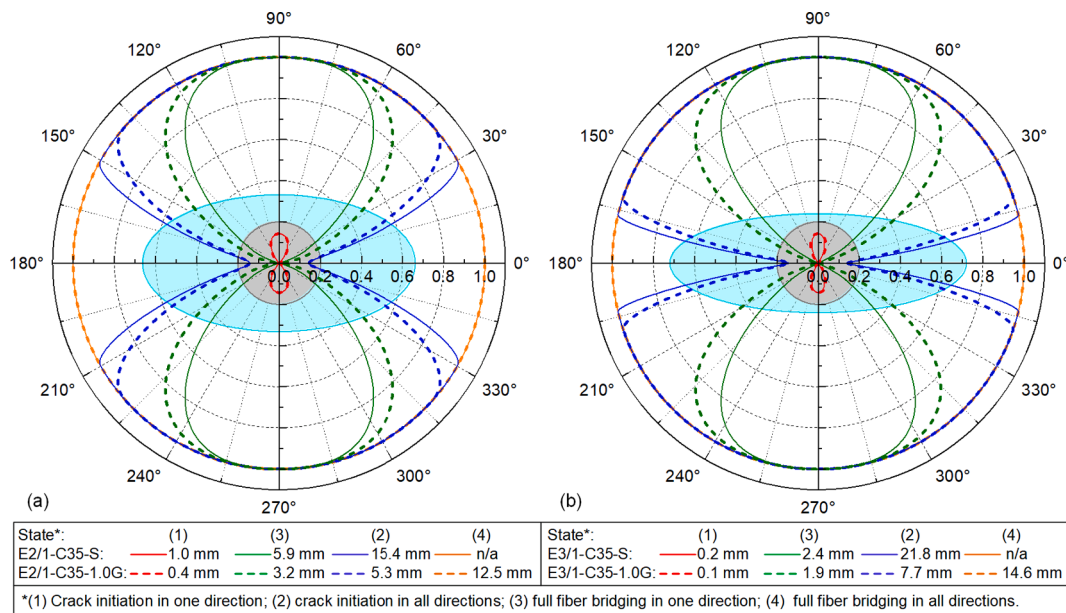 90°
120°
60°
150°
30°
180°
0.0 0.2 0.4 0.6 0.8 1.0
0°
210°
330°
240°
300°
270°
(a)
90°
120°
60°
150°
30°
180°
0.0 0.2 0.4 0.6 0.8 1.0
0°
210°
330°
240°
300°
270°
(b)
State*: (1) (3) (2) (4)
E2/1-C35-S: 1.0 mm 5.9 mm 15.4 mm n/a
E2/1-C35-1.0G: 0.4 mm 3.2 mm 5.3 mm 12.5 mm
State*: (1) (3) (2) (4)
E3/1-C35-S: 0.2 mm 2.4 mm 21.8 mm n/a
E3/1-C35-1.0G: 0.1 mm 1.9 mm 7.7 mm 14.6 mm
*(1) Crack initiation in one direction; (2) crack initiation in all directions; (3) full fiber bridging in one direction; (4) full fiber bridging in all directions.